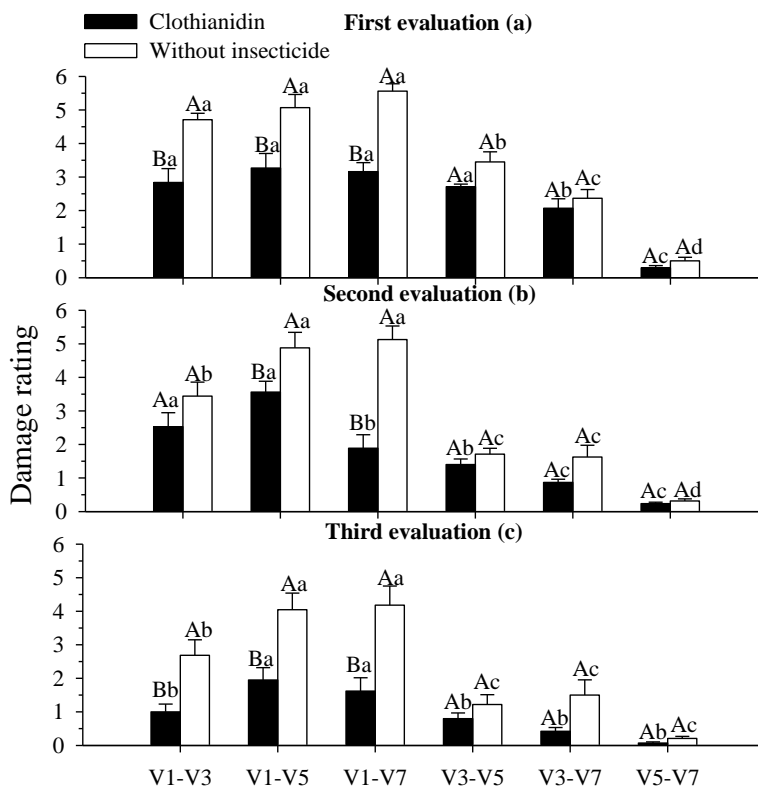 Clothianidin
First evaluation (a)
Without insecticide
6
5
4
3
2
1
0
Ba Aa Ba Aa Ba Aa Aa Ab Ab Ac Ac Ad
Second evaluation (b)
6
5
4
3
2
1
0
Aa Ab Ba Aa Bb Aa Ab Ac Ac Ac Ac Ad
Damage rating
Third evaluation (c)
6
5
4
3
2
1
0
Bb Ab Ba Aa Ba Aa Ab Ac Ab Ac Ab Ac
V1-V3 V1-V5 V1-V7 V3-V5 V3-V7 V5-V7